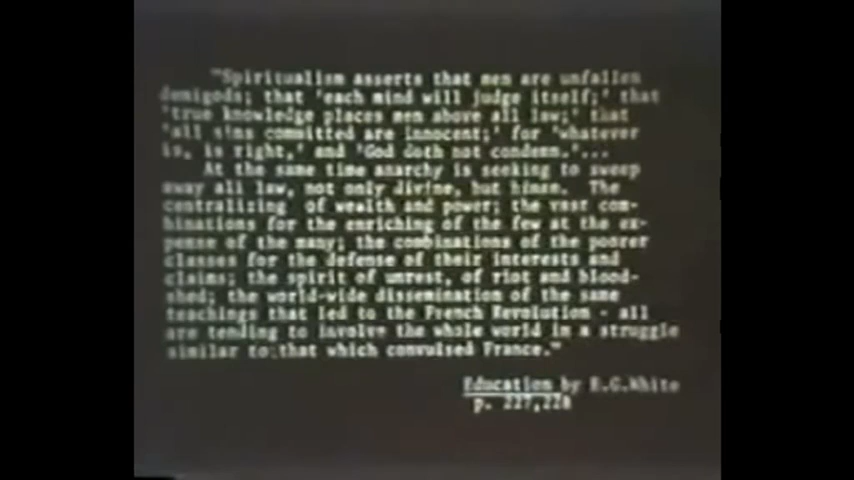 "Spiritualism asserts that men are unfallen
demigods; that 'each mind will judge itself;' that
'true knowledge places men above all law;' that
'all sins committed are innocent;' for 'whatever
is, is right,' and 'God doth not condemn.'...
At the same time anarchy is seeking to sweep
away all law, not only divine, but human. The
centralizing of wealth and power; the vast com-
binations for the enriching of the few at the ex-
pense of the many; the combinations of the poorer
classes for the defense of their interests and
claims; the spirit of unrest, of riot and blood-
shed; the world-wide dissemination of the same
teachings that led to the French Revolution - all
are tending to involve the whole world in a struggle
similar to that which convulsed France."
Education by E.G.White
p. 227,228